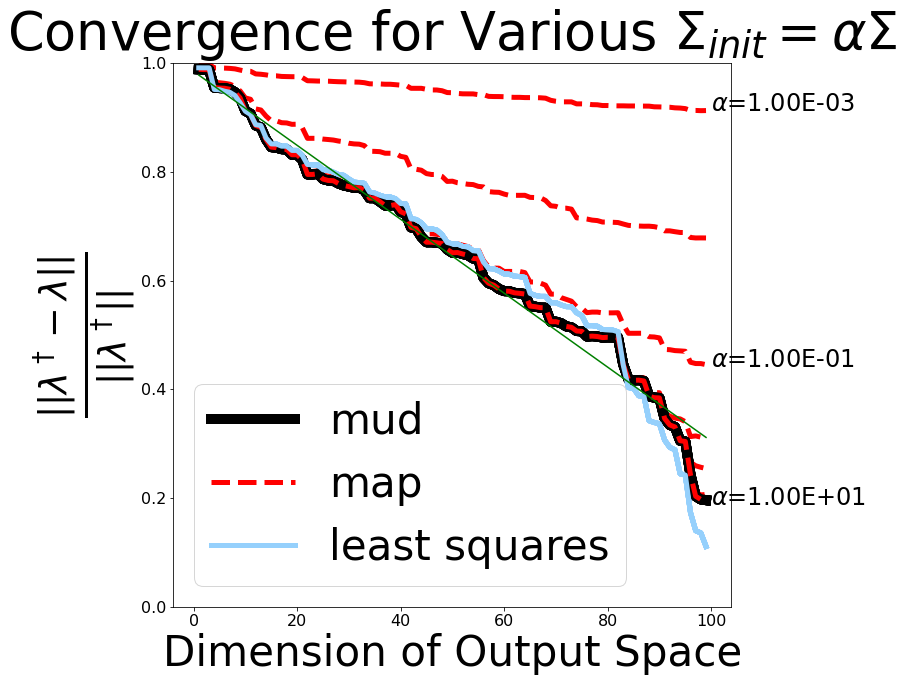 Convergence for Various Σ_{init} = αΣ
||λ† − λ||
||λ†||
1.0
0.8
0.6
0.4
0.2
0.0
α=1.00E-03
α=1.00E-01
α=1.00E+01
mud
map
least squares
0
20
40
60
80
100
Dimension of Output Space